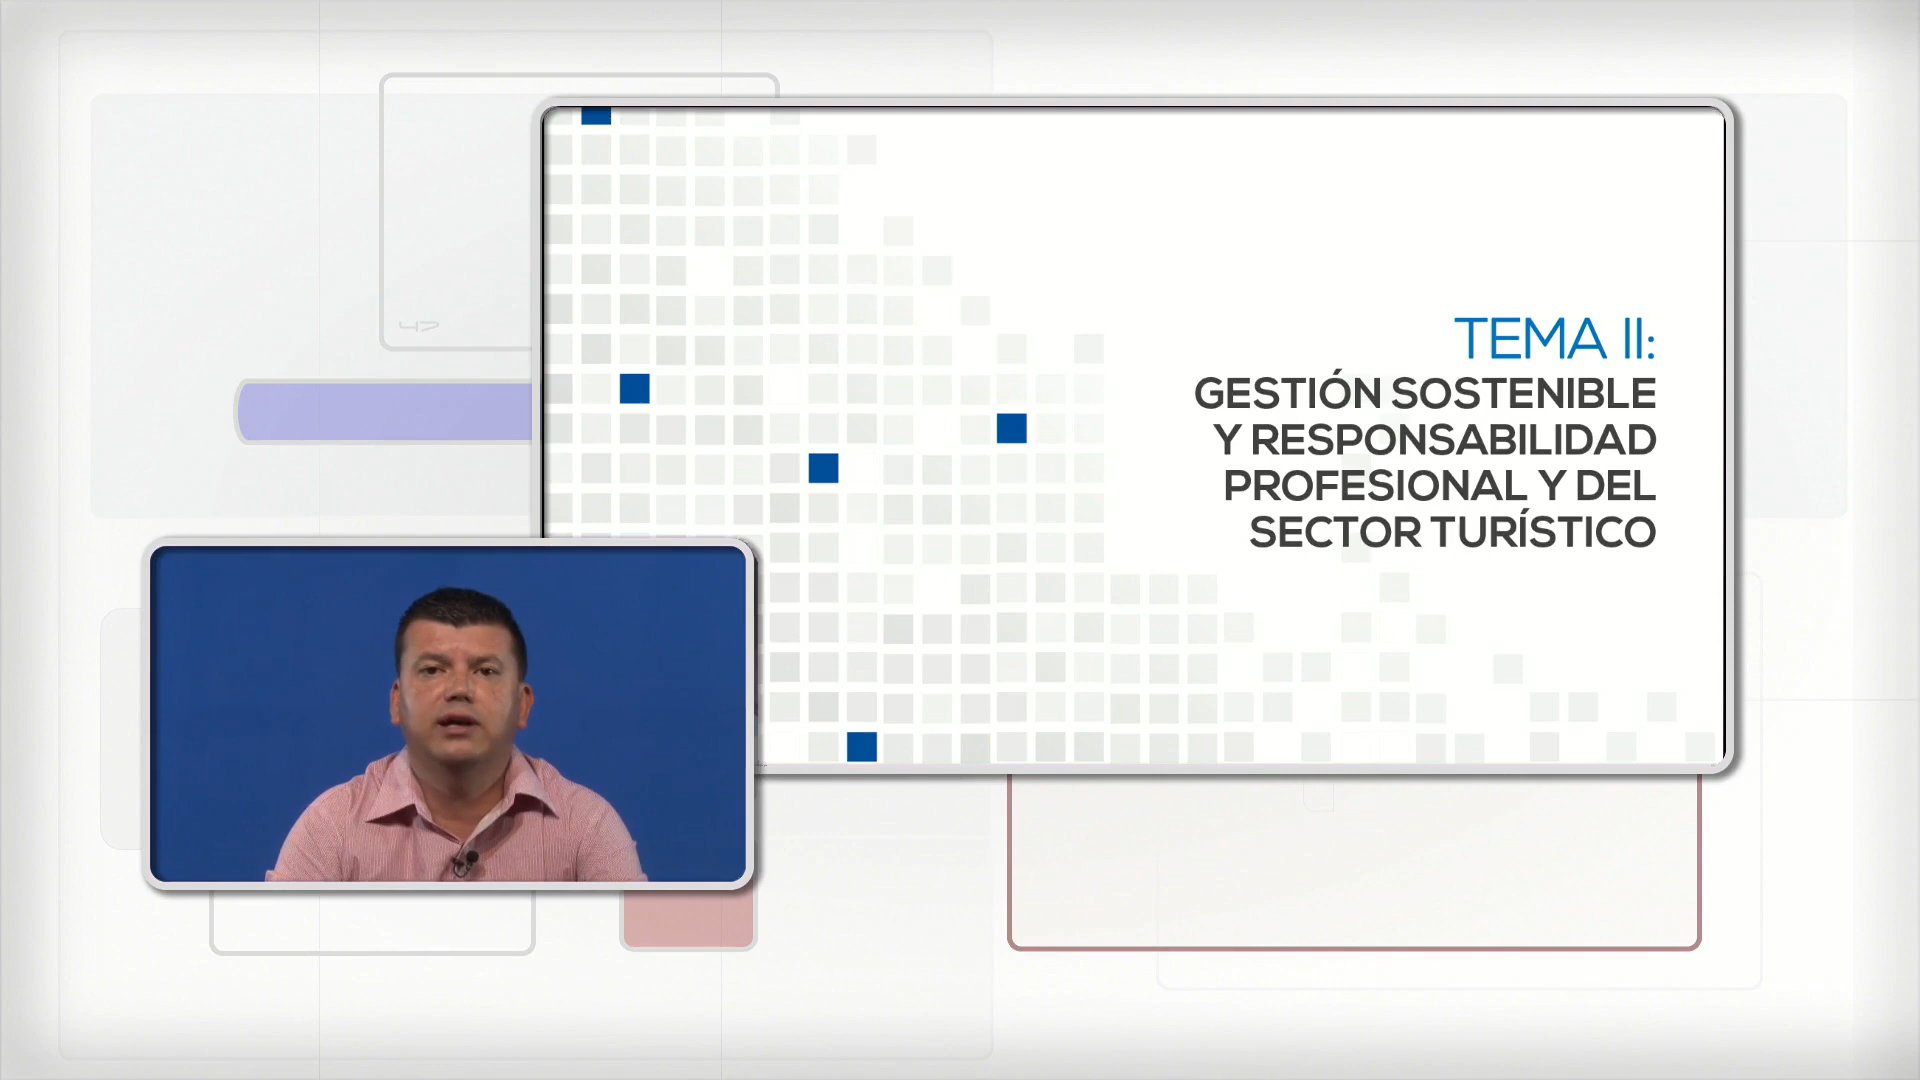 TEMA II:
GESTIÓN SOSTENIBLE
Y RESPONSABILIDAD
PROFESIONAL Y DEL
SECTOR TURÍSTICO